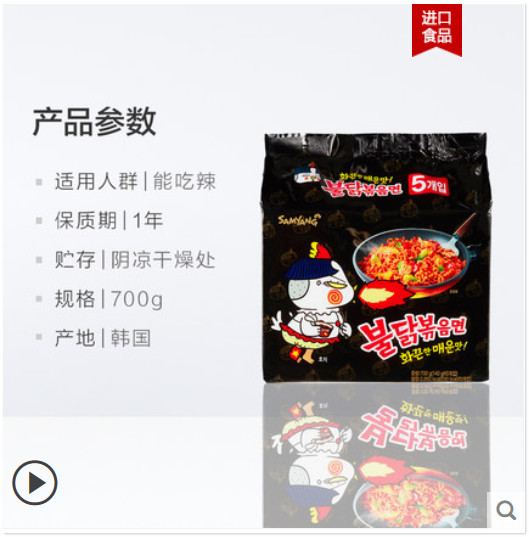 进口
食品
产品参数
适用人群|能吃辣
保质期|1年
贮存|阴凉干燥处
规格|700g
产地|韩国
화끈한 매운맛!
불닭볶음면
5개입
SAMYANG
불닭볶음면
화끈한 매운맛!